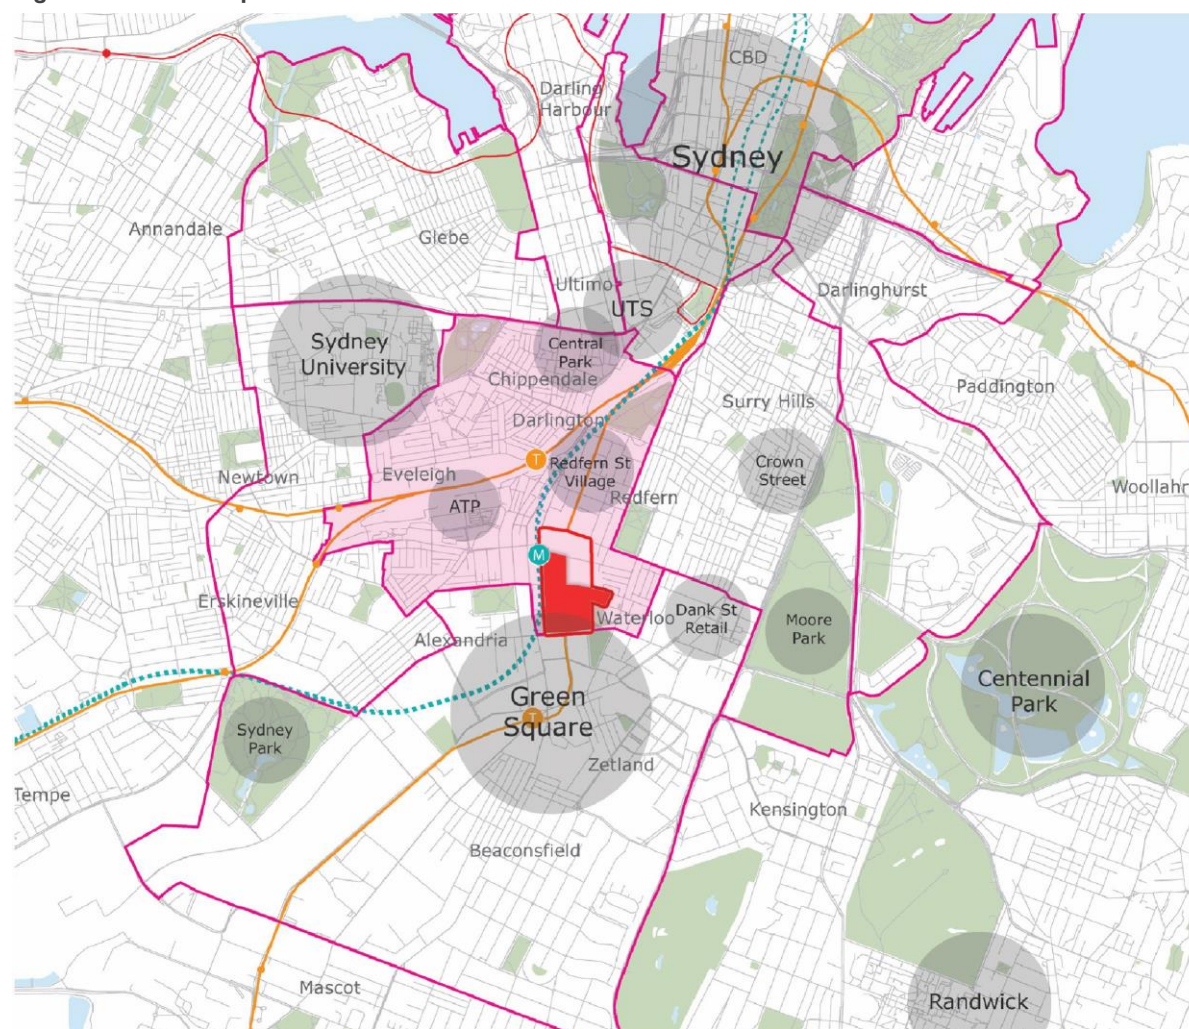 CBD
Darling
Harbour
Sydney
Annandale
Glebe
Ultimo
UTS
Darlinghurst
Sydney
University
Central
Park
Chippendale
Paddington
Surry Hills
Darlington
T
Redfern St
Village
Crown
Street
Newtown
Eveleigh
Redfern
Woollahr
ATP
M
Erskineville
Waterloo
Dank St
Retail
Moore
Park
Alexandria
Centennial
Park
Green
Square
T
Sydney
Park
Zetland
Tempe
Kensington
Beaconsfield
Mascot
Randwick